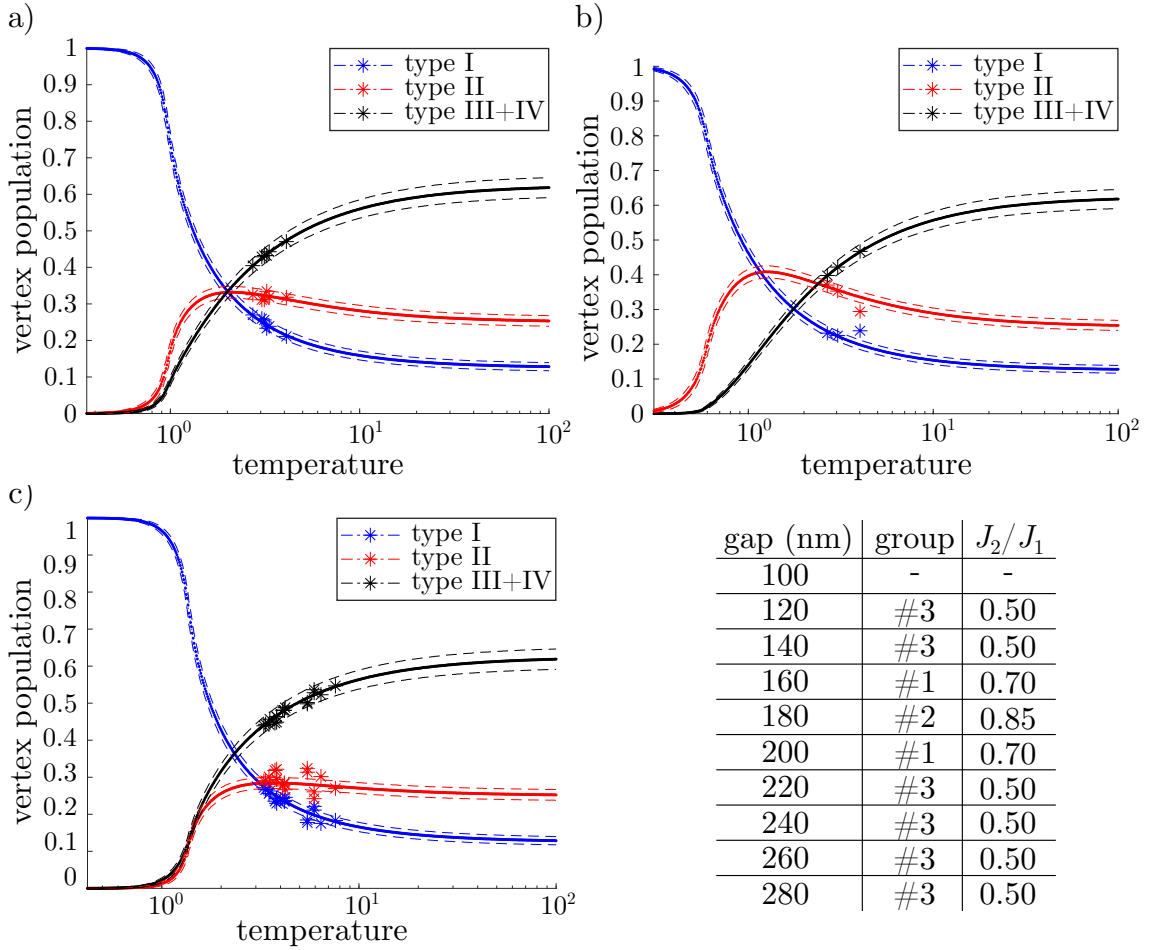 a)
type I
type II
type III+IV
vertex population
1
0.9
0.8
0.7
0.6
0.5
0.4
0.3
0.2
0.1
0
10^0
10^1
10^2
temperature
b)
type I
type II
type III+IV
vertex population
1
0.9
0.8
0.7
0.6
0.5
0.4
0.3
0.2
0.1
0
10^0
10^1
10^2
temperature
c)
type I
type II
type III+IV
vertex population
1
0.9
0.8
0.7
0.6
0.5
0.4
0.3
0.2
0.1
0
10^0
10^1
10^2
temperature
gap (nm) group J_2/J_1
100 - -
120 #3 0.50
140 #3 0.50
160 #1 0.70
180 #2 0.85
200 #1 0.70
220 #3 0.50
240 #3 0.50
260 #3 0.50
280 #3 0.50